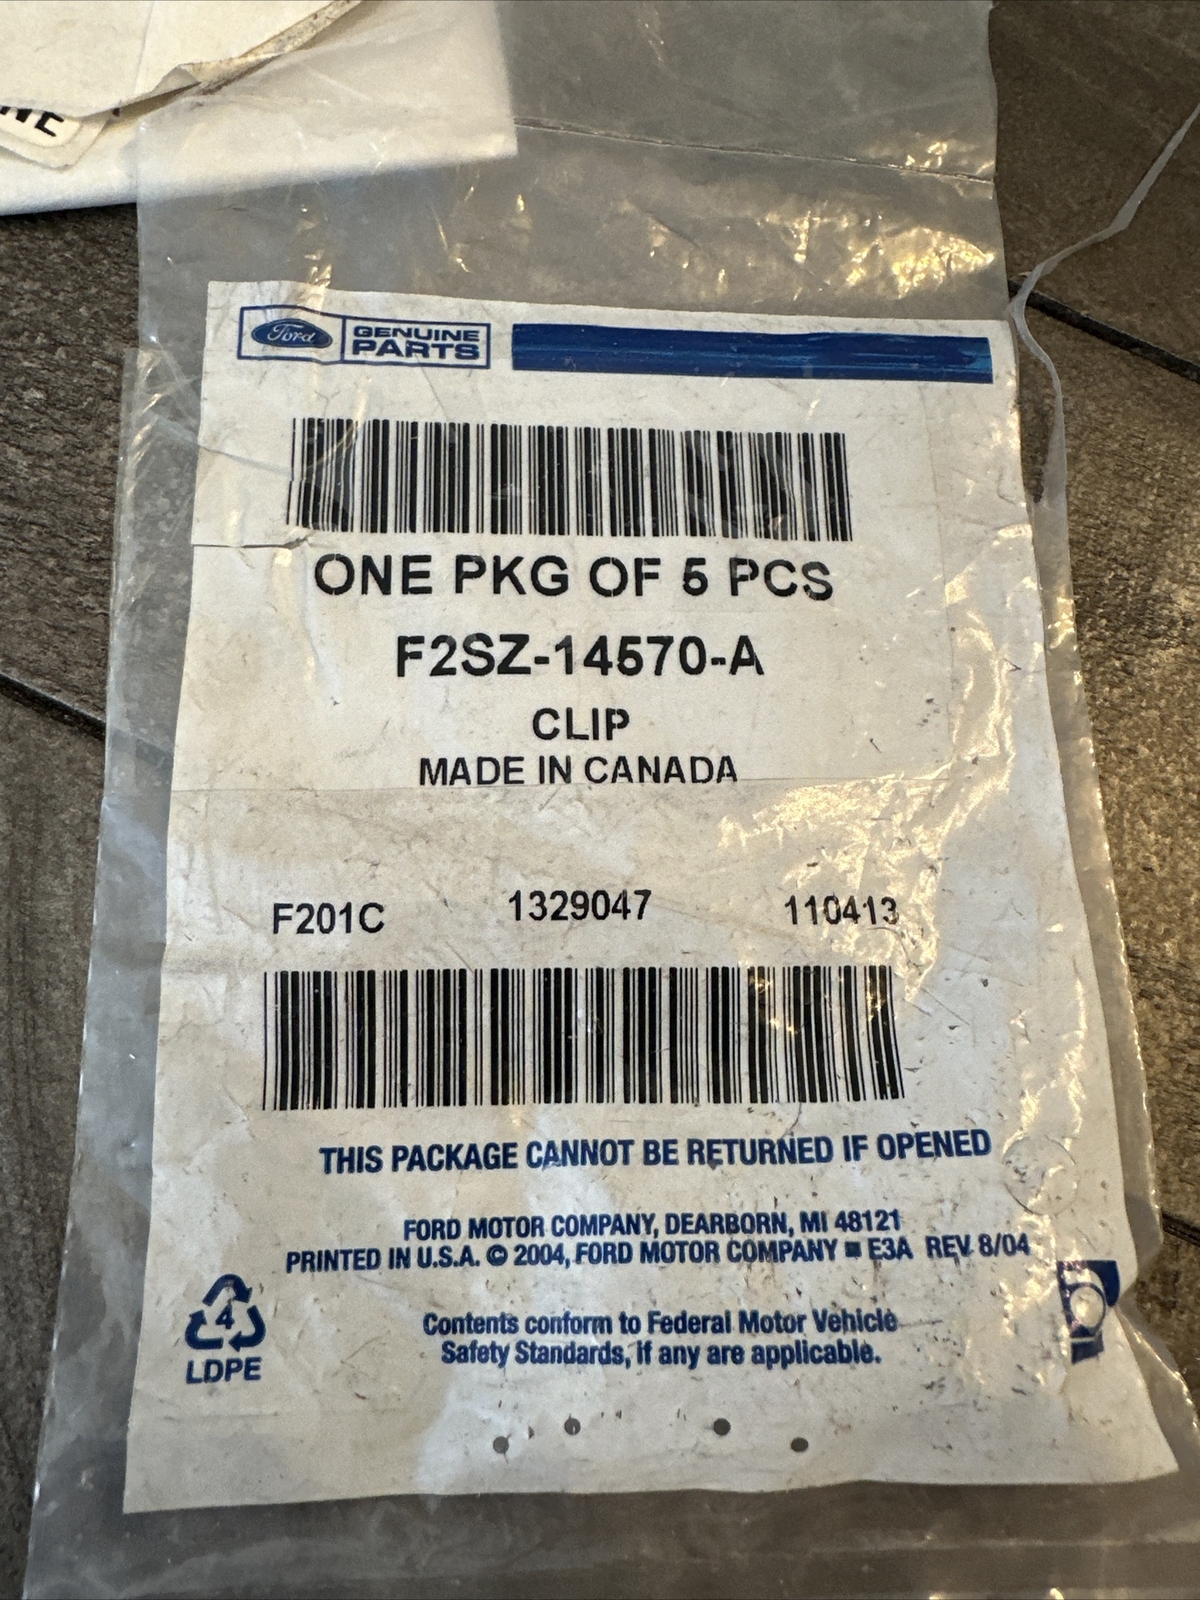 NE
Ford GENUINE
PARTS
ONE PKG OF 5 PCS
F2SZ-14570-A
CLIP
MADE IN CANADA
F201C 1329047 110413
THIS PACKAGE CANNOT BE RETURNED IF OPENED
FORD MOTOR COMPANY, DEARBORN, MI 48121
PRINTED IN U.S.A. © 2004, FORD MOTOR COMPANY ■ E3A REV 8/04
4
LDPE
Contents conform to Federal Motor Vehicle
Safety Standards, if any are applicable.